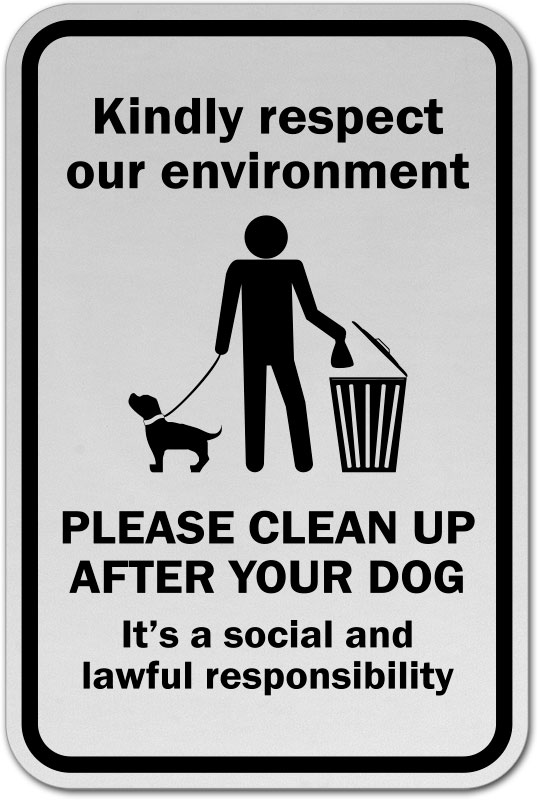 Kindly respect
our environment
PLEASE CLEAN UP
AFTER YOUR DOG
It’s a social and
lawful responsibility